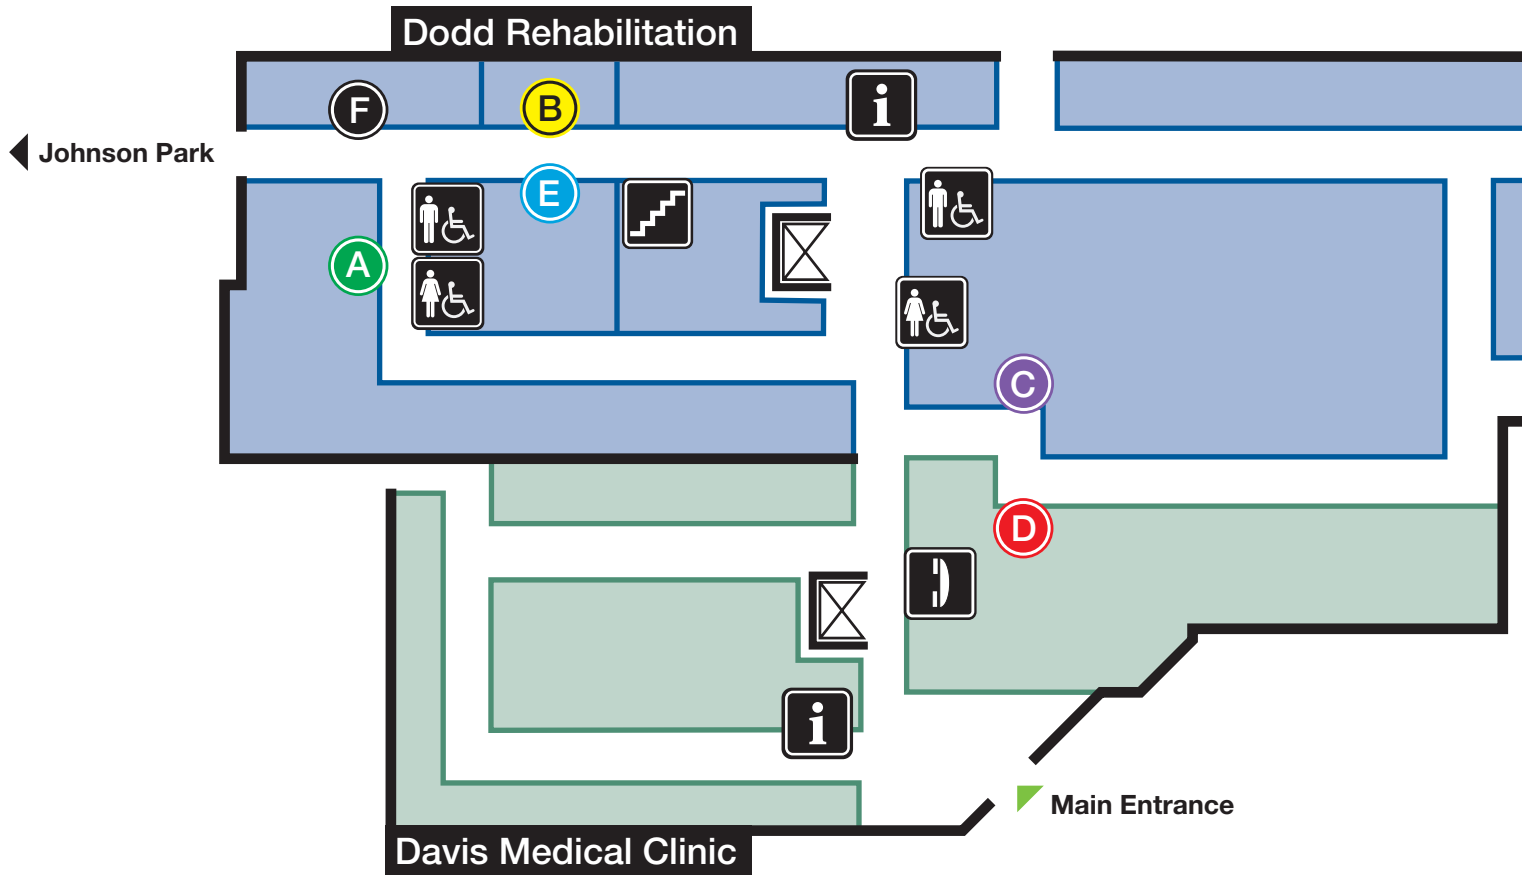 Dodd Rehabilitation
F
B
i
Johnson Park
E
A
C
D
i
Main Entrance
Davis Medical Clinic